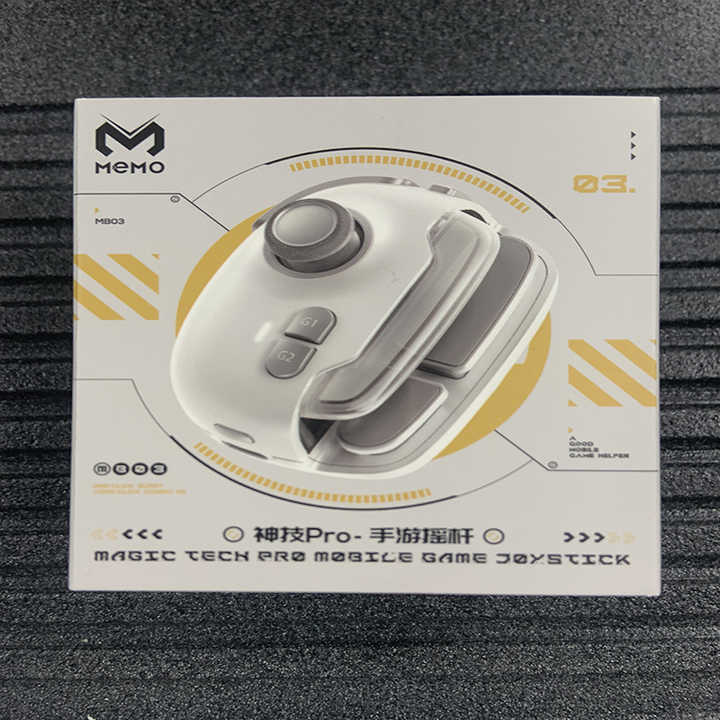 MEMO
03.
MB03
G1
G2
A
GOOD
MOBILE
GAME HELPER
ME03
神技Pro- 手游摇杆
MAGIC TECH PRO MOBILE GAME JOYSTICK